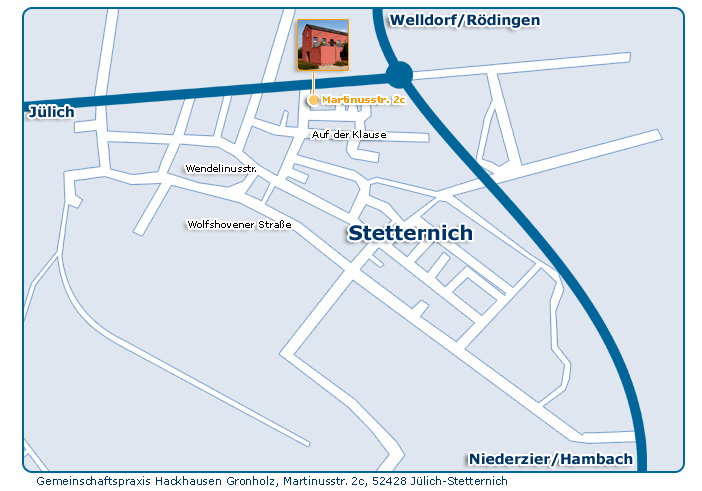 Welldorf/Rödingen
Martinusstr. 2c
Jülich
Auf der Klause
Wendelinusstr.
Wolfshovener Straße
Stetternich
Niederzier/Hambach
Gemeinschaftspraxis Hackhausen Gronholz, Martinusstr. 2c, 52428 Jülich-Stetternich